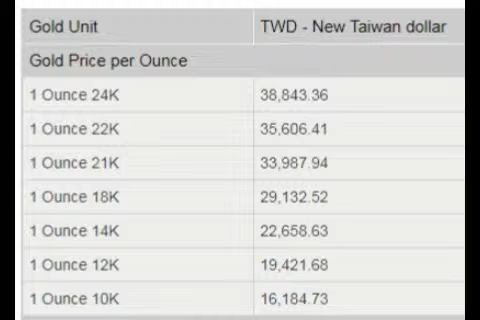 Gold Unit TWD - New Taiwan dollar
Gold Price per Ounce
1 Ounce 24K 38,843.36
1 Ounce 22K 35,606.41
1 Ounce 21K 33,987.94
1 Ounce 18K 29,132.52
1 Ounce 14K 22,658.63
1 Ounce 12K 19,421.68
1 Ounce 10K 16,184.73